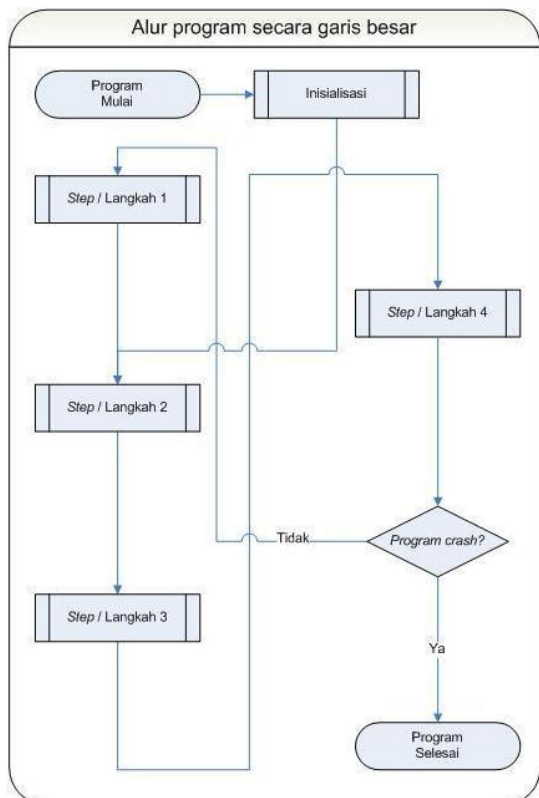 Alur program secara garis besar
Program
Mulai
Inisialisasi
Step / Langkah 1
Step / Langkah 4
Step / Langkah 2
Tidak
Program crash?
Step / Langkah 3
Ya
Program
Selesai